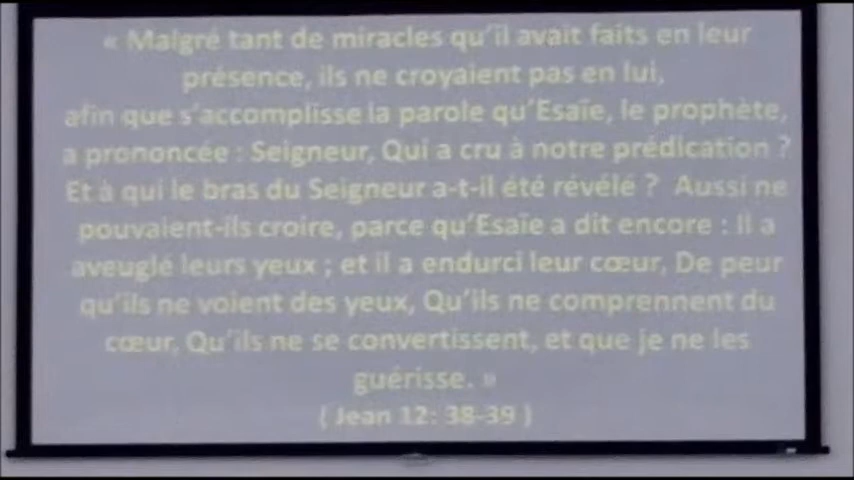 « Malgré tant de miracles qu'il avait faits en leur
présence, ils ne croyaient pas en lui,
afin que s'accomplisse la parole qu'Esaïe, le prophète,
a prononcée : Seigneur, Qui a cru à notre prédication ?
Et à qui le bras du Seigneur a-t-il été révélé ? Aussi ne
pouvaient-ils croire, parce qu'Esaïe a dit encore : Il a
aveuglé leurs yeux ; et il a endurci leur cœur, De peur
qu'ils ne voient des yeux, Qu'ils ne comprennent du
cœur, Qu'ils ne se convertissent, et que je ne les
guérisse. »
( Jean 12: 38-39 )